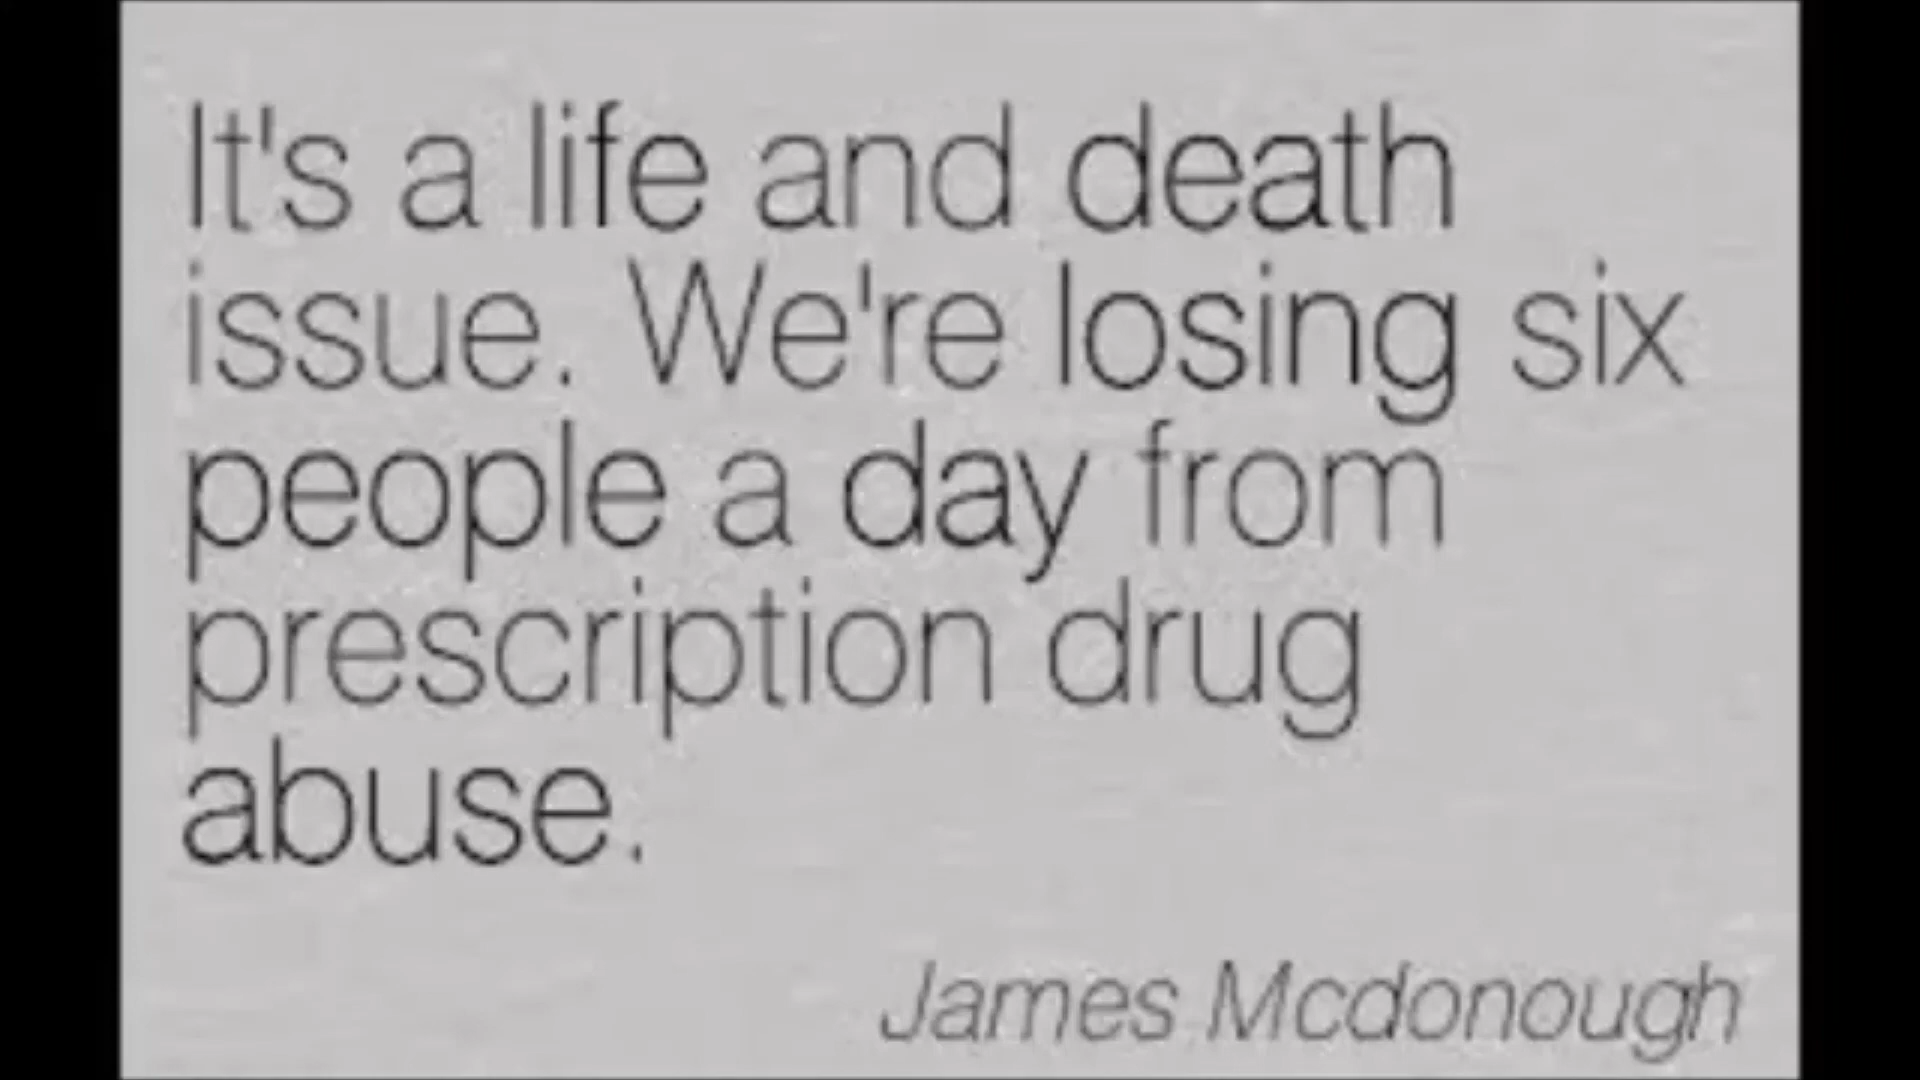 It's a life and death
issue. We're losing six
people a day from
prescription drug
abuse.
James Mcdonough